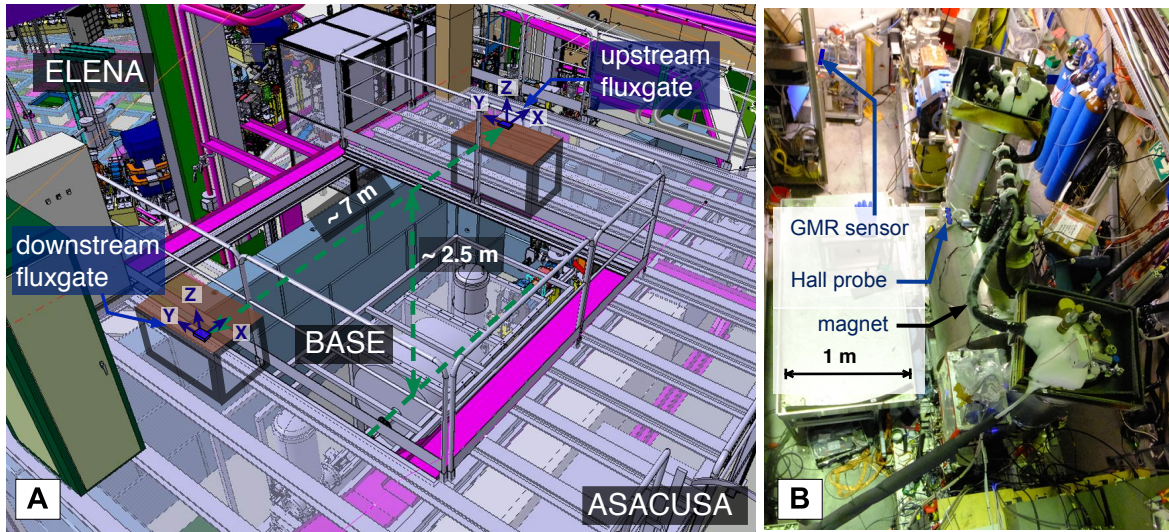 ELENA
upstream
fluxgate
Z
Y
X
~ 7 m
downstream
fluxgate
~ 2.5 m
Z
Y
X
BASE
ASACUSA
A
GMR sensor
Hall probe
magnet
1 m
B